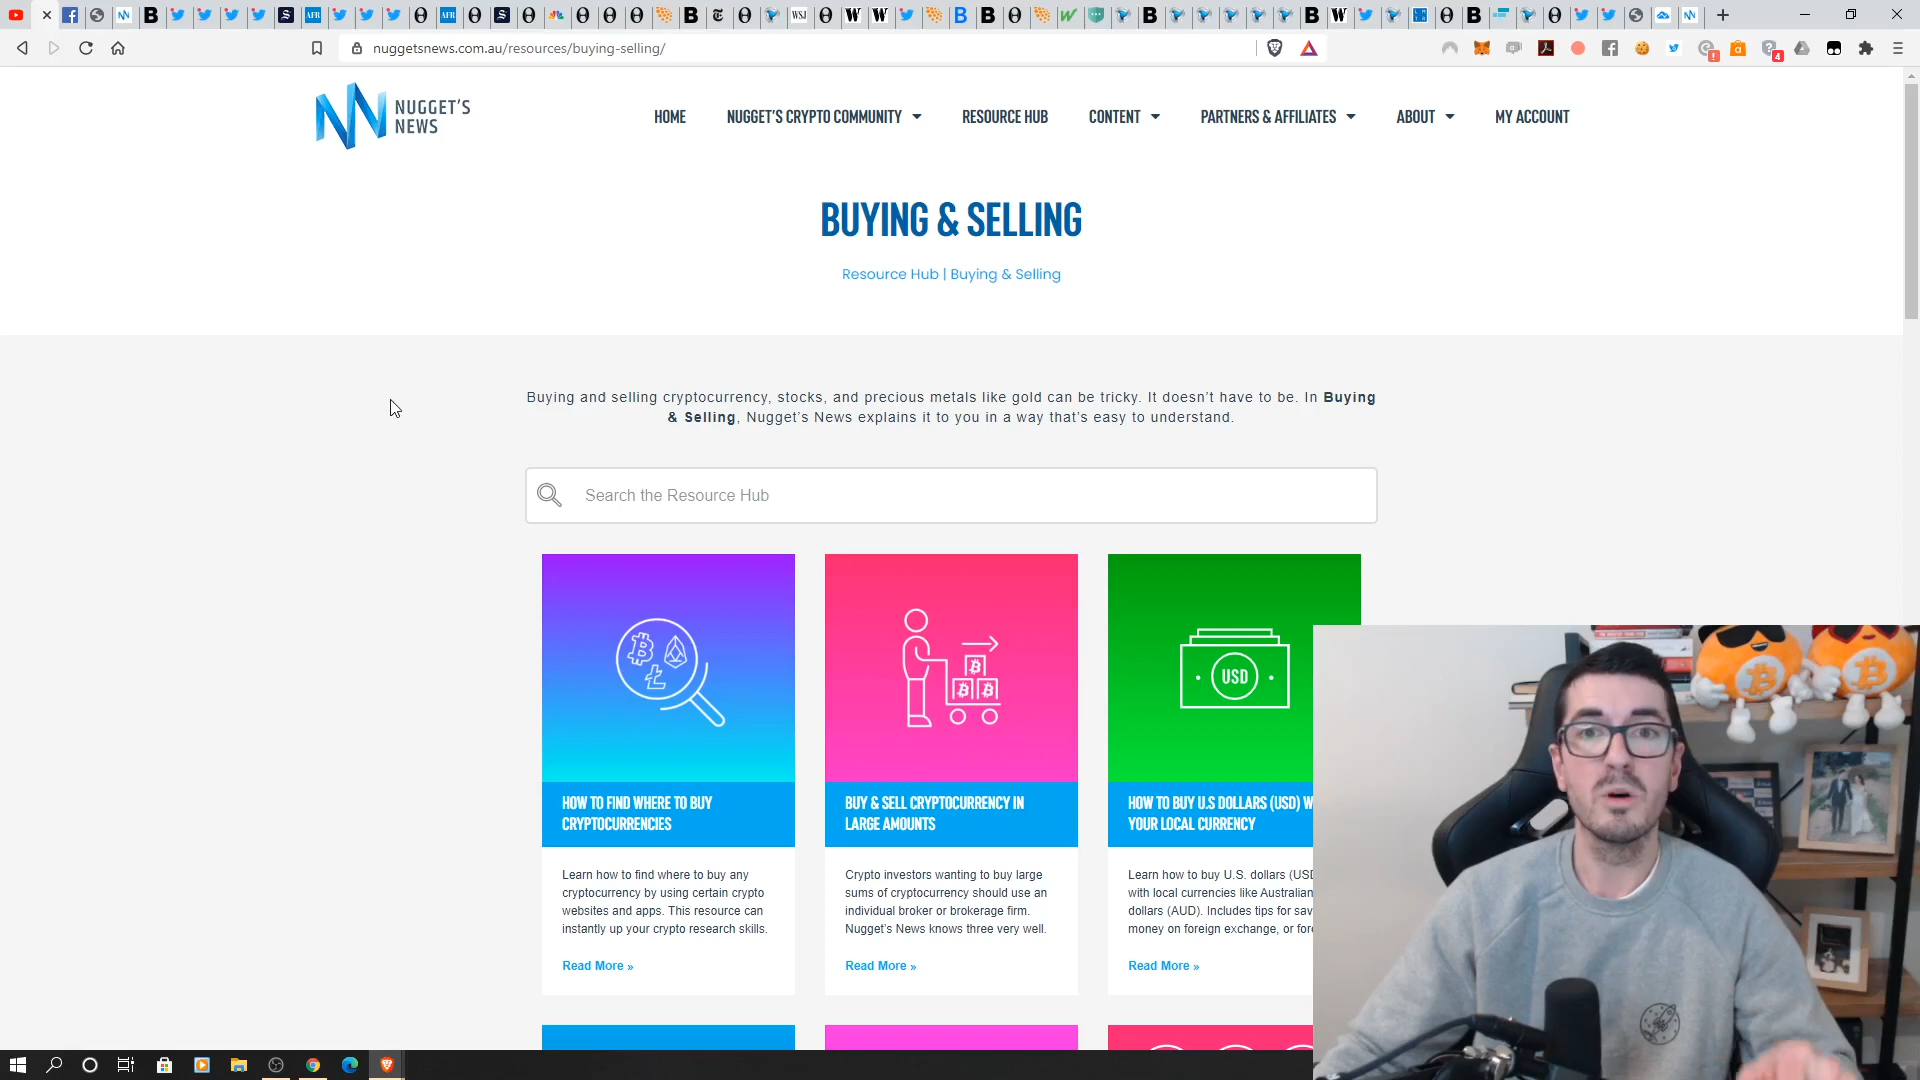 nuggetsnews.com.au/resources/buying-selling/
NUGGET'S
NEWS
HOME
NUGGET'S CRYPTO COMMUNITY
RESOURCE HUB
CONTENT
PARTNERS & AFFILIATES
ABOUT
MY ACCOUNT
BUYING & SELLING
Resource Hub | Buying & Selling
Buying and selling cryptocurrency, stocks, and precious metals like gold can be tricky. It doesn't have to be. In Buying
& Selling, Nugget's News explains it to you in a way that's easy to understand.
Search the Resource Hub
HOW TO FIND WHERE TO BUY
CRYPTOCURRENCIES
Learn how to find where to buy any
cryptocurrency by using certain crypto
websites and apps. This resource can
instantly up your crypto research skills.
Read More »
BUY & SELL CRYPTOCURRENCY IN
LARGE AMOUNTS
Crypto investors wanting to buy large
sums of cryptocurrency should use an
individual broker or brokerage firm.
Nugget's News knows three very well.
Read More »
USD
HOW TO BUY U.S DOLLARS (USD) W
YOUR LOCAL CURRENCY
Learn how to buy U.S. dollars (USD
with local currencies like Australian
dollars (AUD). Includes tips for sav
money on foreign exchange, or for
Read More »